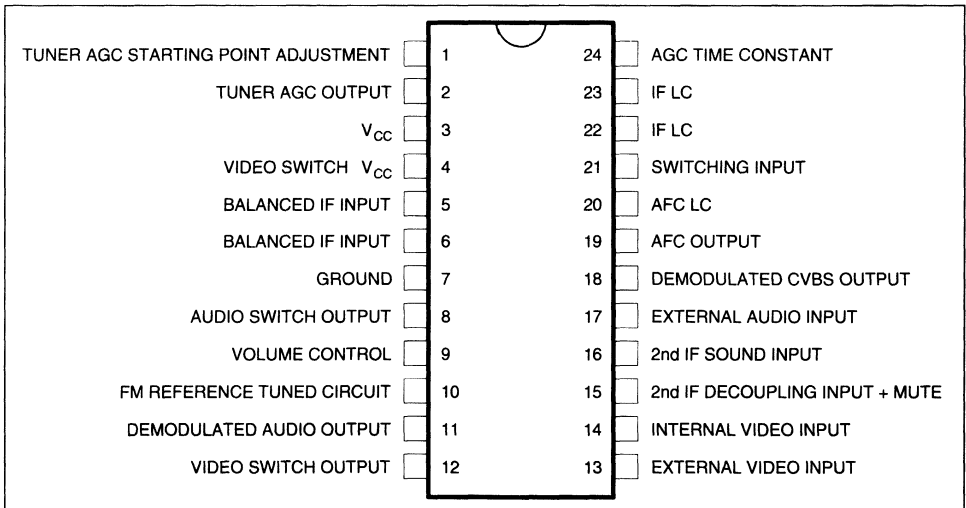 TUNER AGC STARTING POINT ADJUSTMENT 1 24 AGC TIME CONSTANT
TUNER AGC OUTPUT 2 23 IF LC
VCC 3 22 IF LC
VIDEO SWITCH VCC 4 21 SWITCHING INPUT
BALANCED IF INPUT 5 20 AFC LC
BALANCED IF INPUT 6 19 AFC OUTPUT
GROUND 7 18 DEMODULATED CVBS OUTPUT
AUDIO SWITCH OUTPUT 8 17 EXTERNAL AUDIO INPUT
VOLUME CONTROL 9 16 2nd IF SOUND INPUT
FM REFERENCE TUNED CIRCUIT 10 15 2nd IF DECOUPLING INPUT + MUTE
DEMODULATED AUDIO OUTPUT 11 14 INTERNAL VIDEO INPUT
VIDEO SWITCH OUTPUT 12 13 EXTERNAL VIDEO INPUT